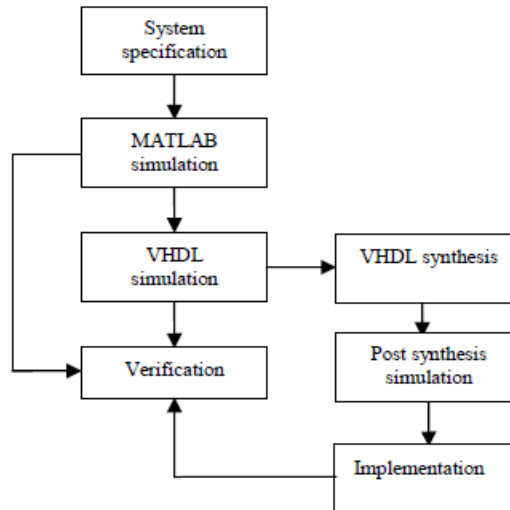 System
specification
MATLAB
simulation
VHDL
simulation
VHDL synthesis
Verification
Post synthesis
simulation
Implementation